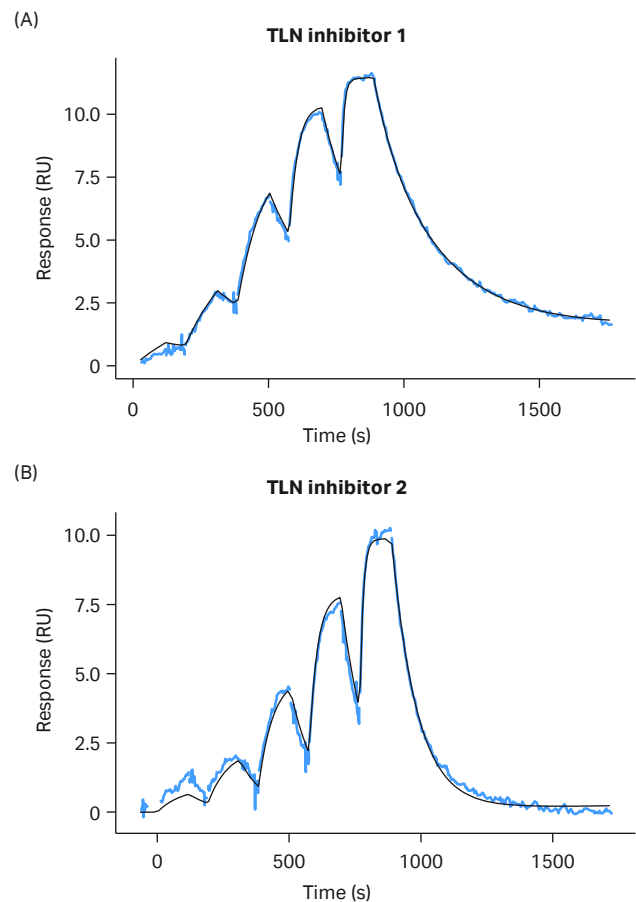 (A)
TLN inhibitor 1
10.0
7.5
5.0
2.5
0
Response (RU)
0 500 1000 1500
Time (s)
(B)
TLN inhibitor 2
10.0
7.5
5.0
2.5
0
Response (RU)
0 500 1000 1500
Time (s)